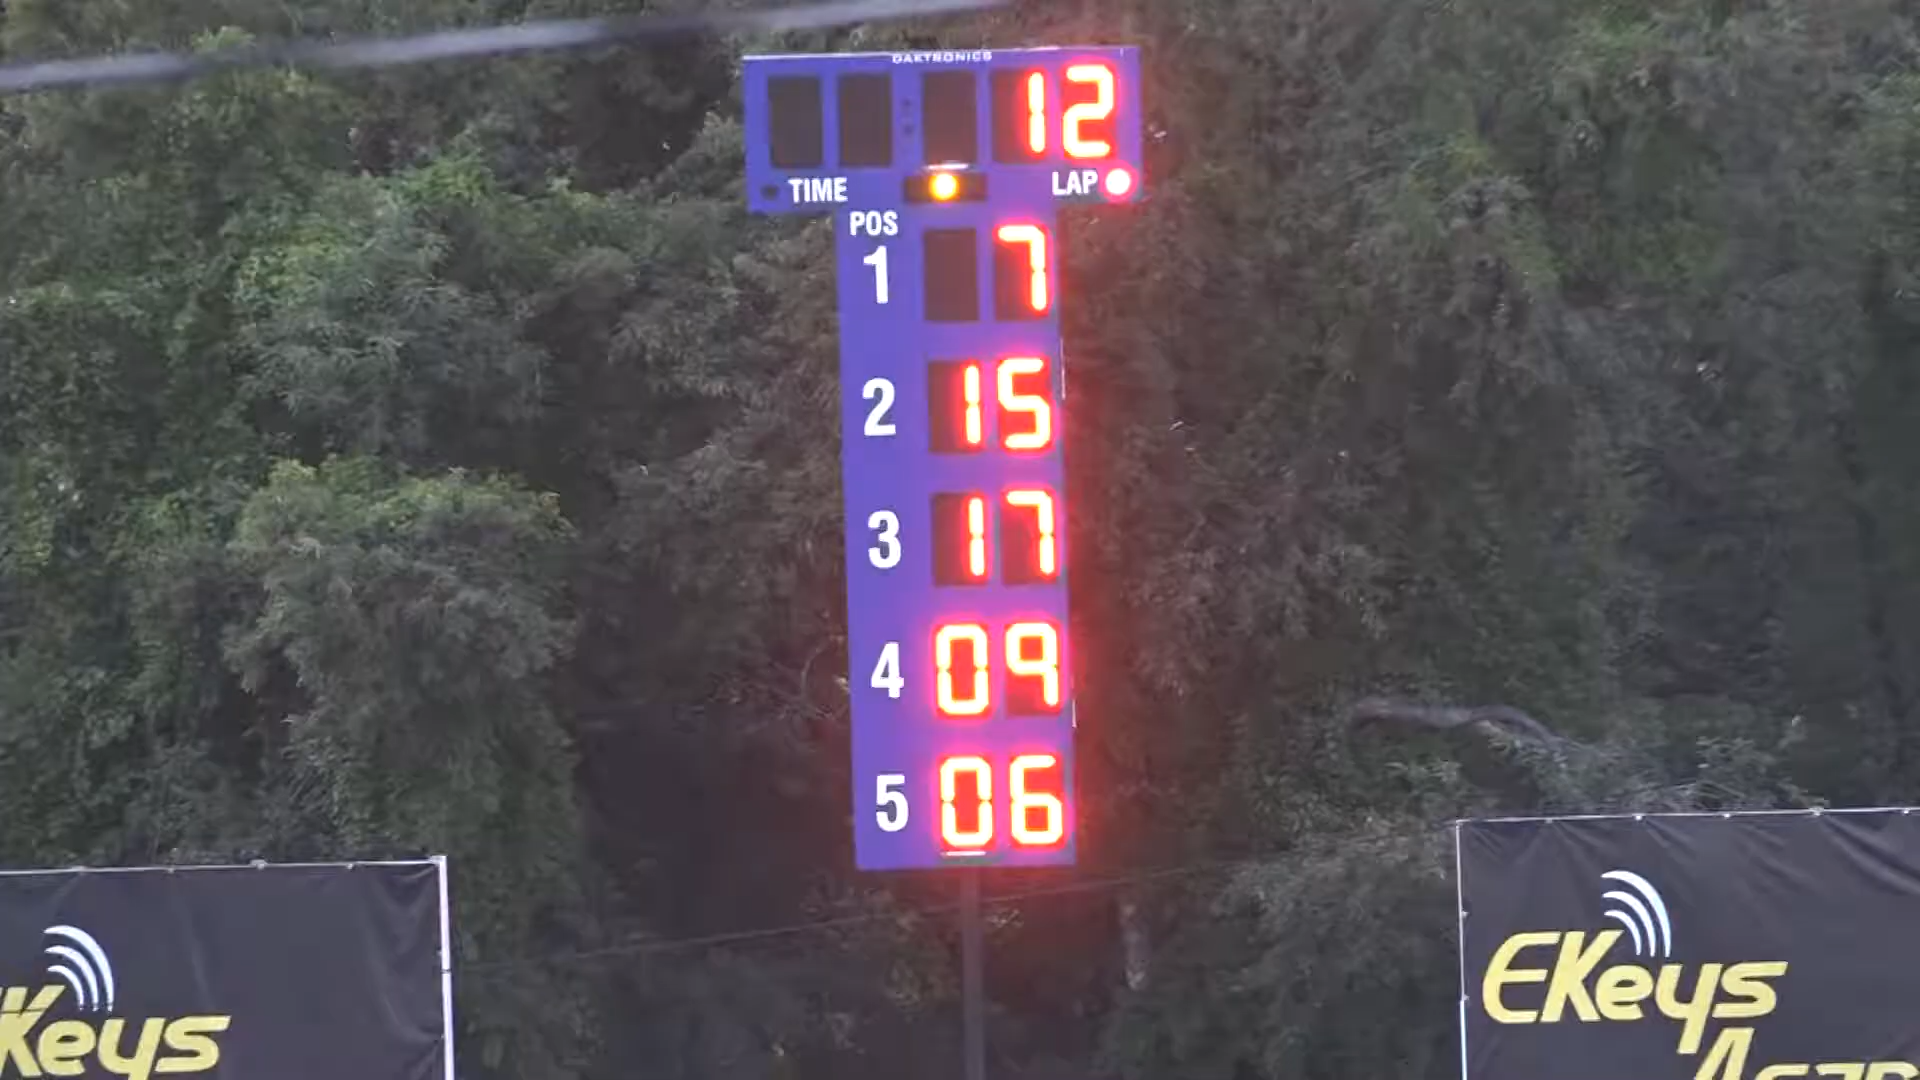 DAKTRONICS
12
TIME LAP
POS
1 7
2 15
3 17
4 09
5 06
EKeys
Keys